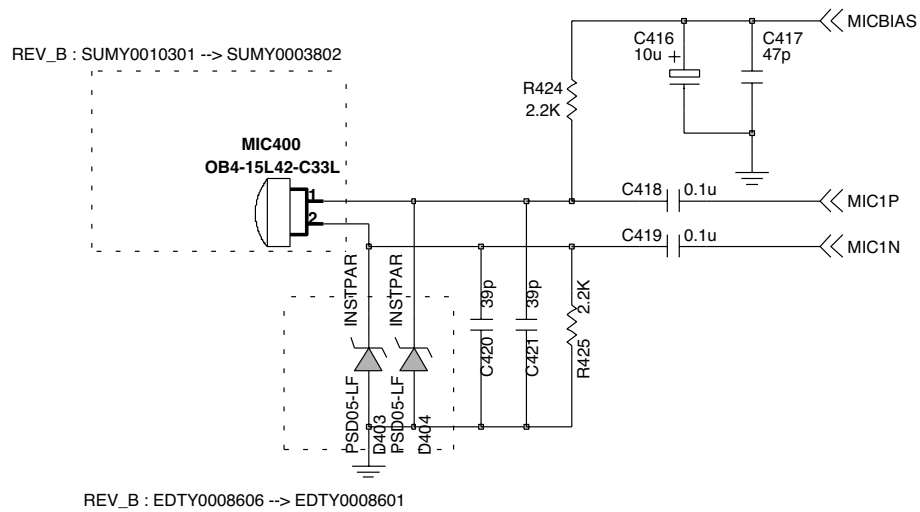 MICBIAS
C416
10u +
C417
47p
REV_B : SUMY0010301 --> SUMY0003802
R424
2.2K
MIC400
OB4-15L42-C33L
1
2
C418
0.1u
MIC1P
C419
0.1u
MIC1N
INSTPAR
INSTPAR
39p
39p
2.2K
PSD05-LF
D403
PSD05-LF
D404
C420
C421
R425
REV_B : EDTY0008606 --> EDTY0008601